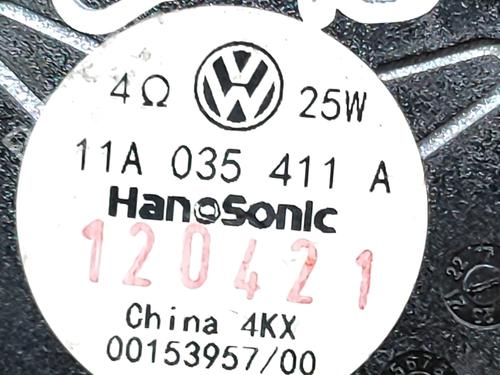 4Ω 25W
11A 035 411 A
HanoSonic
120421
China 4KX
00153957/00